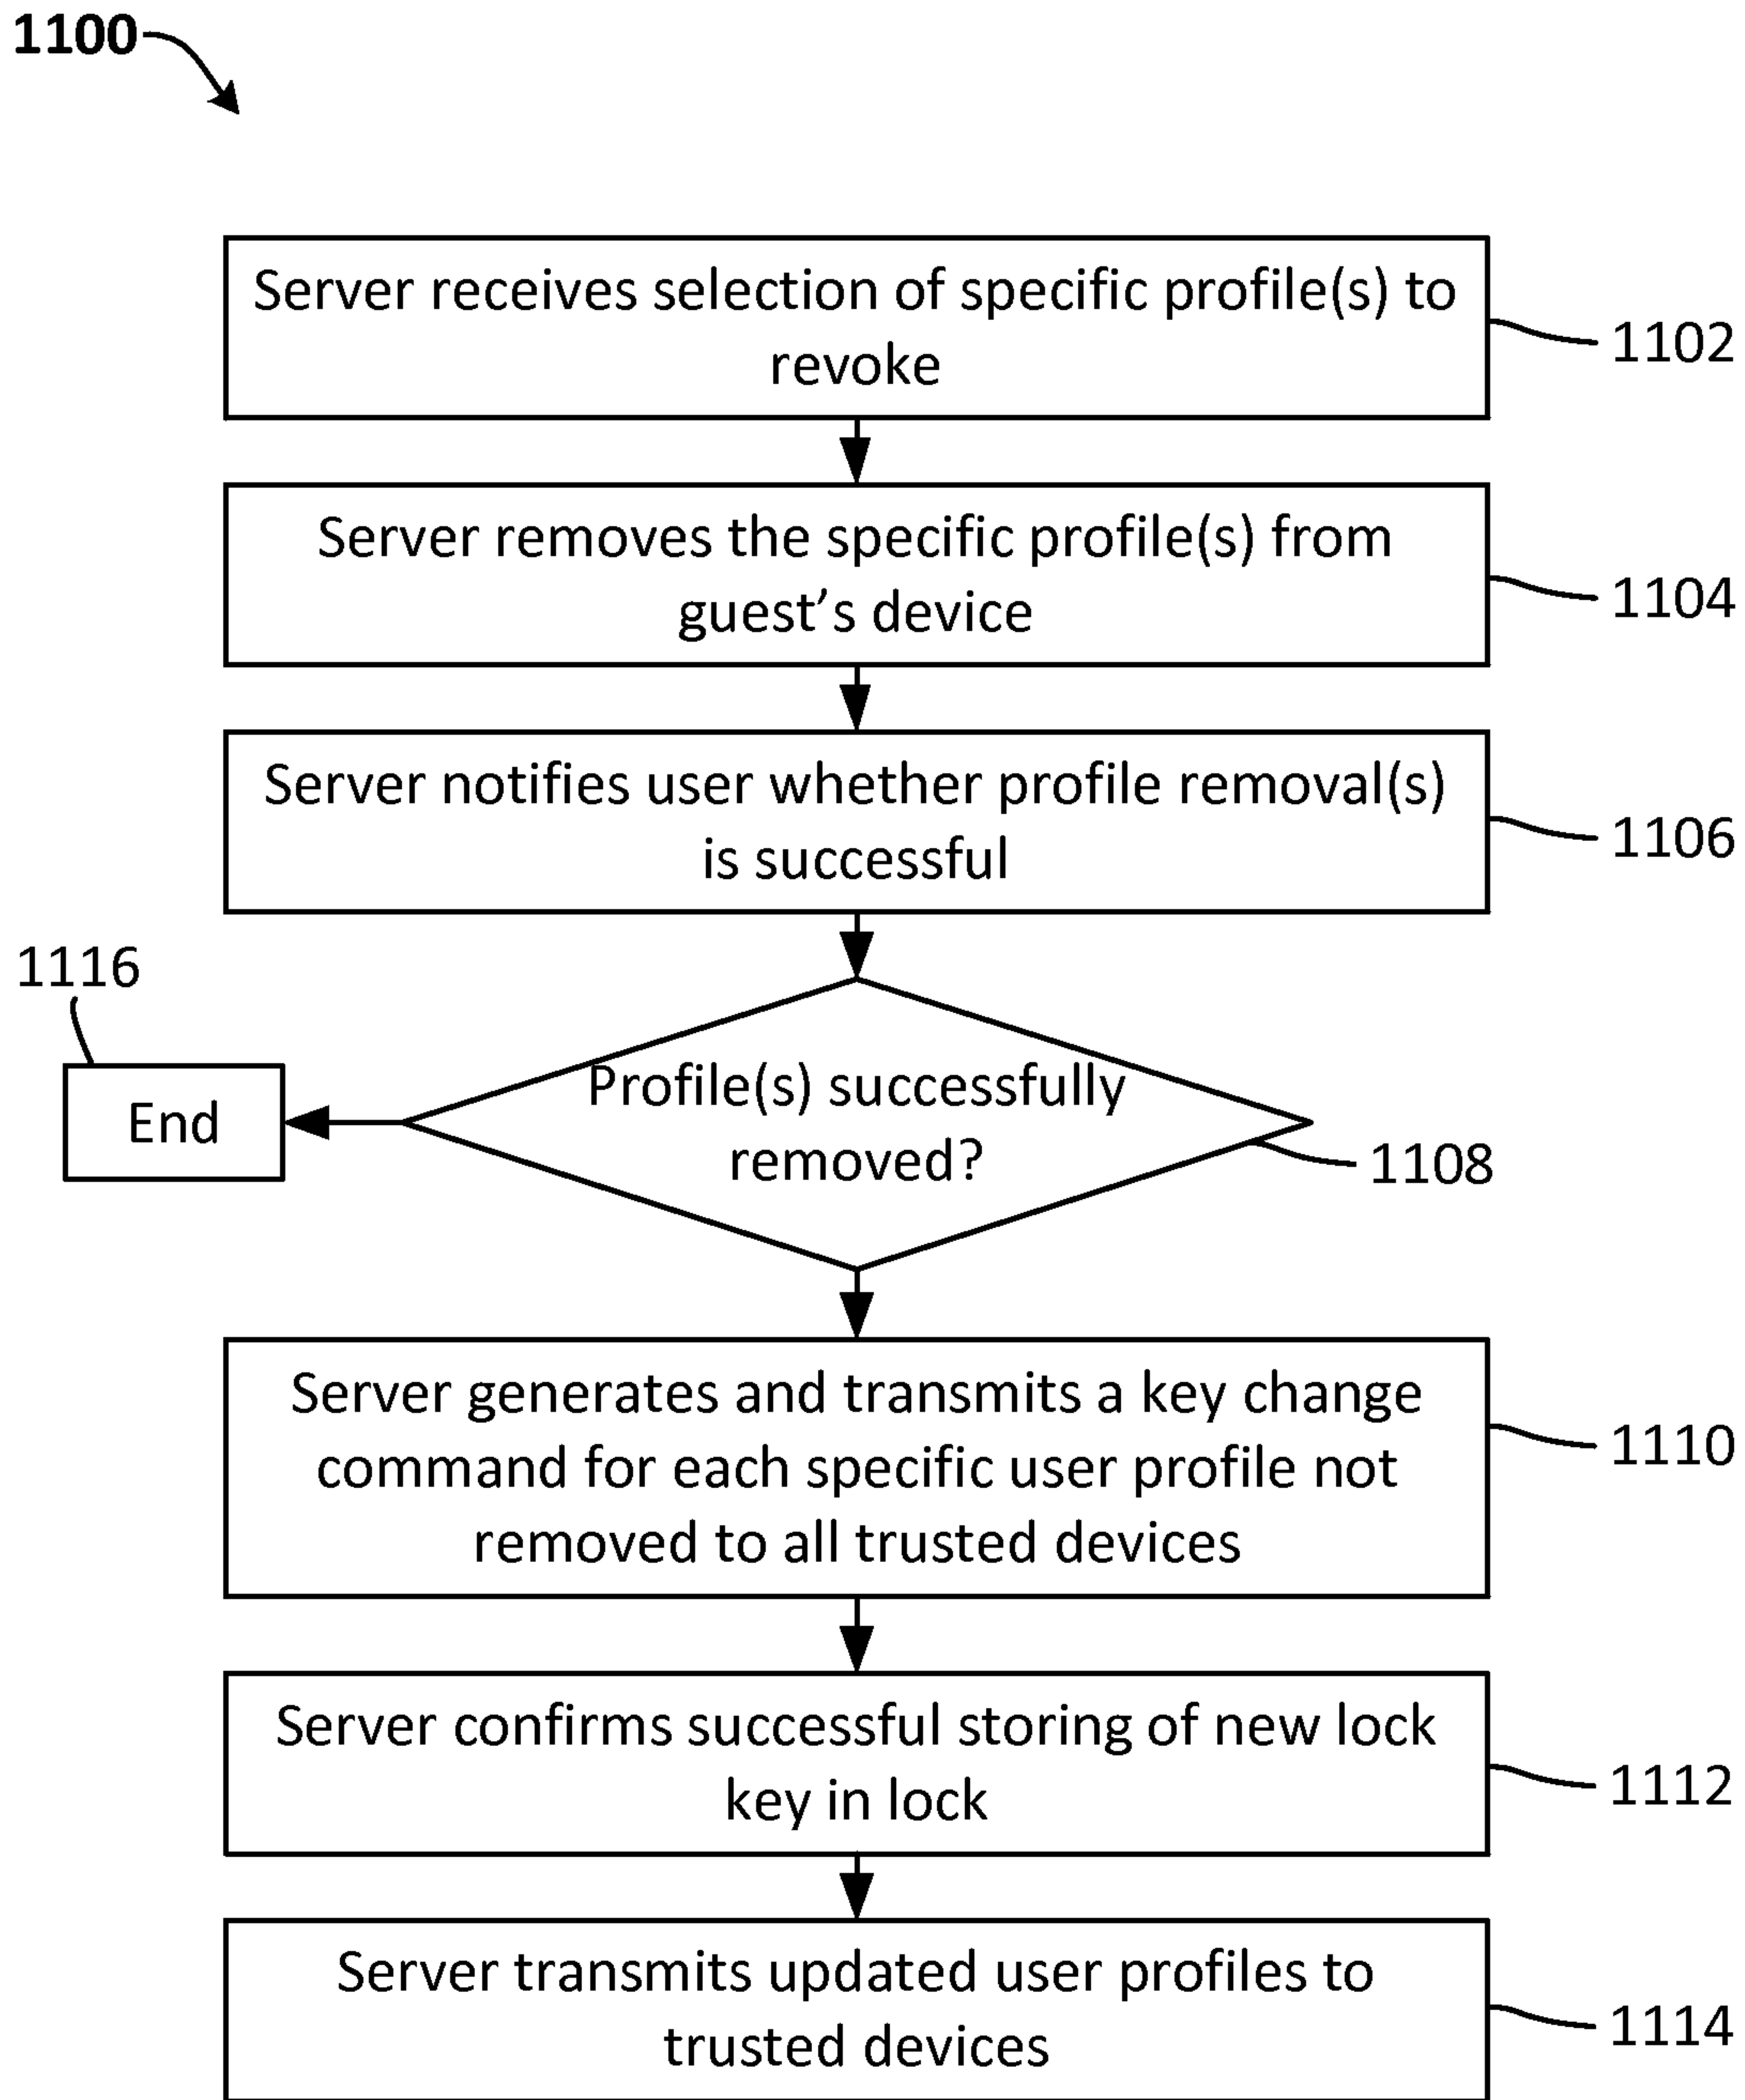 1100
Server receives selection of specific profile(s) to
revoke
1102
Server removes the specific profile(s) from
guest’s device
1104
Server notifies user whether profile removal(s)
is successful
1106
1116
End
Profile(s) successfully
removed?
1108
Server generates and transmits a key change
command for each specific user profile not
removed to all trusted devices
1110
Server confirms successful storing of new lock
key in lock
1112
Server transmits updated user profiles to
trusted devices
1114